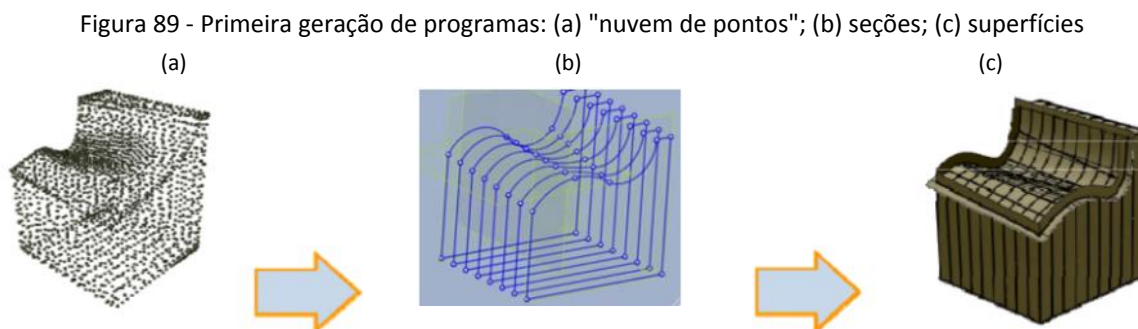 Figura 89 - Primeira geração de programas: (a) "nuvem de pontos"; (b) seções; (c) superfícies
(a) (b) (c)